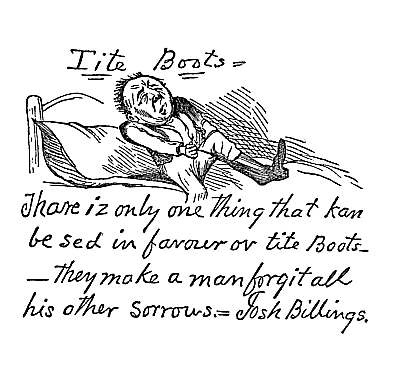 Tite Boots=
Thare iz only one thing that kan
be sed in favour ov tite Boots_
_ they make a man forgit all
his other sorrows.= Josh Billings.